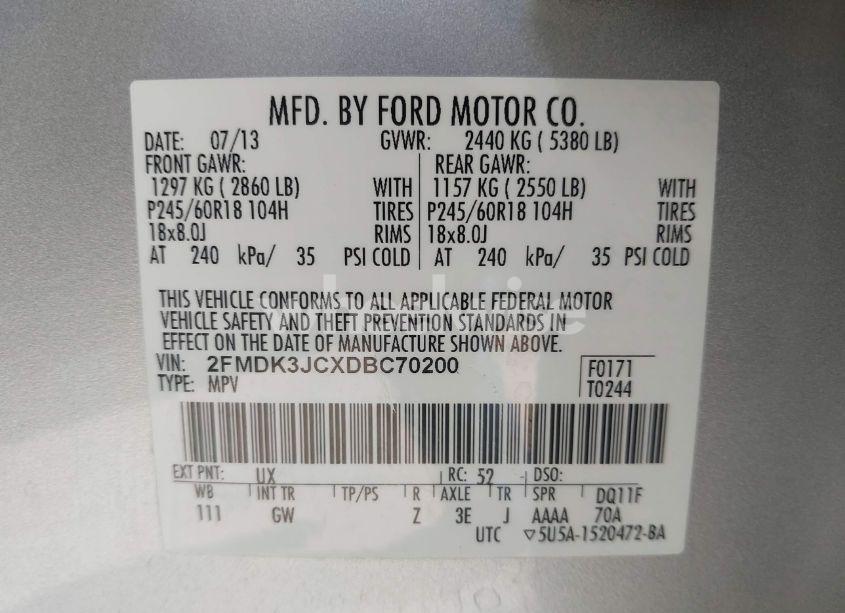 MFD. BY FORD MOTOR CO.
DATE: 07/13 GVWR: 2440 KG ( 5380 LB)
FRONT GAWR: REAR GAWR:
1297 KG ( 2860 LB) WITH 1157 KG ( 2550 LB) WITH
P245/60R18 104H TIRES P245/60R18 104H TIRES
18x8.0J RIMS 18x8.0J RIMS
AT 240 kPa/ 35 PSI COLD AT 240 kPa/ 35 PSI COLD
THIS VEHICLE CONFORMS TO ALL APPLICABLE FEDERAL MOTOR
VEHICLE SAFETY AND THEFT PREVENTION STANDARDS IN
EFFECT ON THE DATE OF MANUFACTURE SHOWN ABOVE.
VIN: 2FMDK3JCXDBC70200 F0171
TYPE: MPV T0244
EXT PNT: UX RC: 52 DSO:
WB INT TR TP/PS R AXLE TR SPR DQ11F
111 GW Z 3E J AAAA 70A
UTC ▽5U5A-1520472-BA